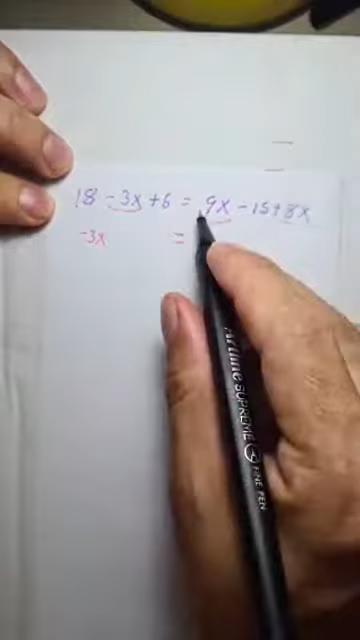 18 - 3x + 6 = 9x - 15 + 8x
-3x =
Artline SUPREME FINE PEN